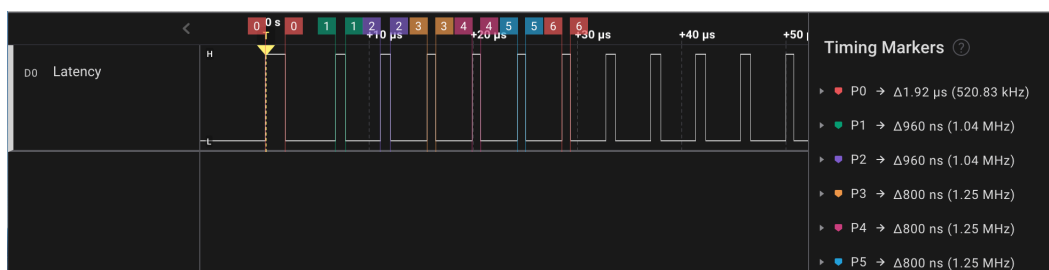 0 0 1 1 2 2 3 3 4 4 5 5 6 6
0 s +10 µs +20 µs +30 µs +40 µs +50
T
D0 Latency
H
L
Timing Markers ?
P0 → Δ1.92 µs (520.83 kHz)
P1 → Δ960 ns (1.04 MHz)
P2 → Δ960 ns (1.04 MHz)
P3 → Δ800 ns (1.25 MHz)
P4 → Δ800 ns (1.25 MHz)
P5 → Δ800 ns (1.25 MHz)